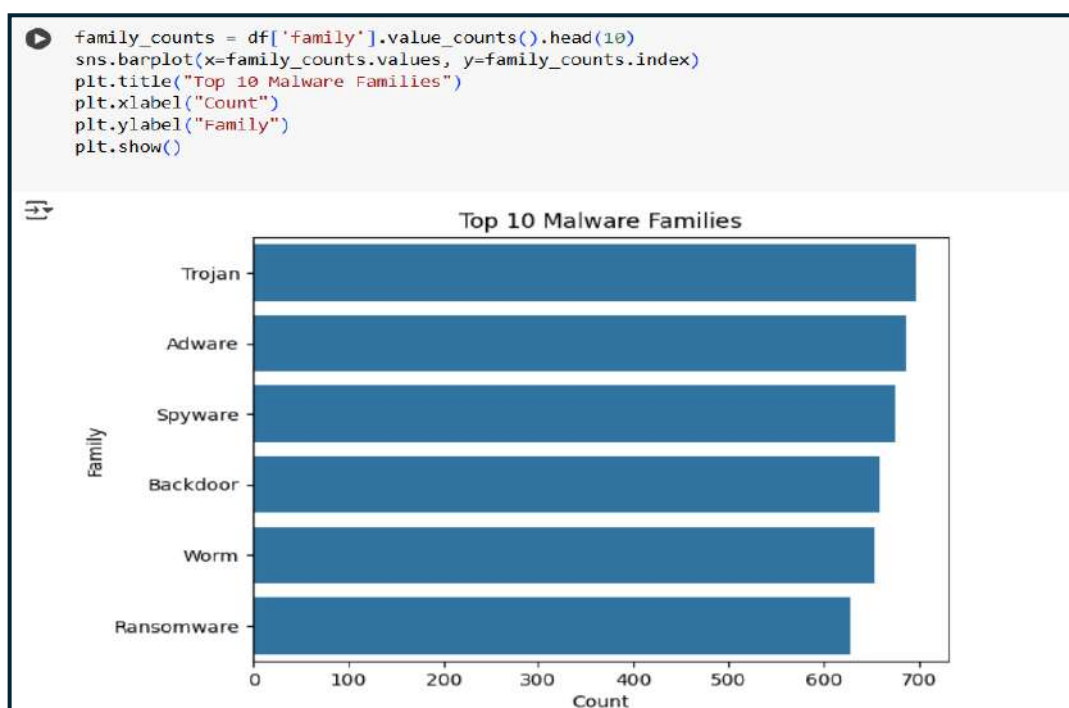 family_counts = df['family'].value_counts().head(10)
sns.barplot(x=family_counts.values, y=family_counts.index)
plt.title("Top 10 Malware Families")
plt.xlabel("Count")
plt.ylabel("Family")
plt.show()
Top 10 Malware Families
Trojan
Adware
Spyware
Family
Backdoor
Worm
Ransomware
0 100 200 300 400 500 600 700
Count